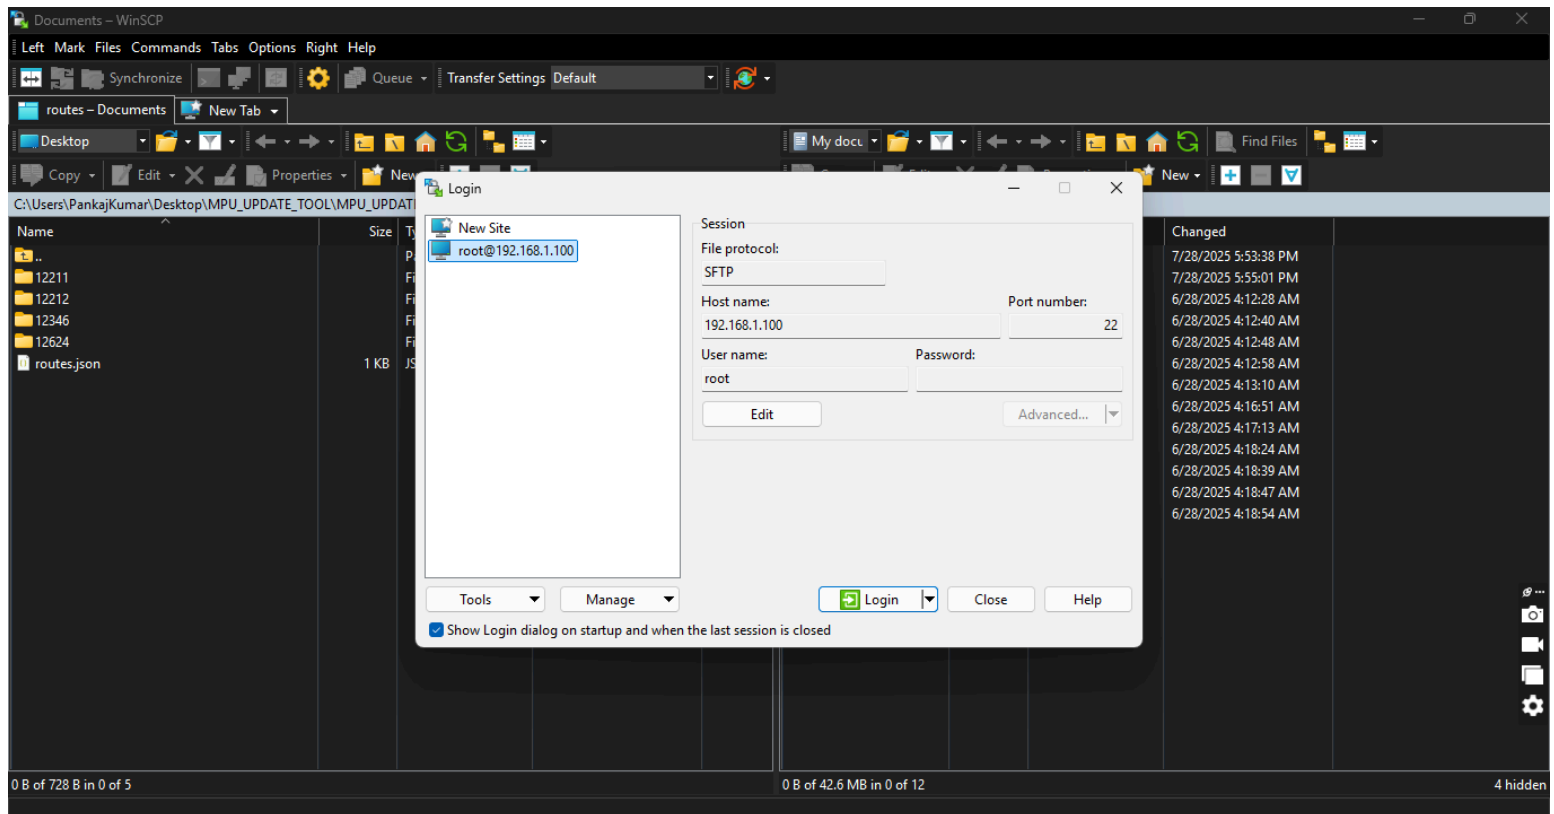 Documents – WinSCP
Left Mark Files Commands Tabs Options Right Help
Synchronize Queue Transfer Settings Default
routes – Documents New Tab
Desktop My docu Find Files
Copy Edit Properties New New
C:\Users\PankajKumar\Desktop\MPU_UPDATE_TOOL\MPU_UPDATI
Name Size Changed
.. 7/28/2025 5:53:38 PM
12211 7/28/2025 5:55:01 PM
12212 6/28/2025 4:12:28 AM
12346 6/28/2025 4:12:40 AM
12624 6/28/2025 4:12:48 AM
routes.json 1 KB JS 6/28/2025 4:12:58 AM
6/28/2025 4:13:10 AM
6/28/2025 4:16:51 AM
6/28/2025 4:17:13 AM
6/28/2025 4:18:24 AM
6/28/2025 4:18:39 AM
6/28/2025 4:18:47 AM
6/28/2025 4:18:54 AM
Login
New Site
root@192.168.1.100
Session
File protocol:
SFTP
Host name: Port number:
192.168.1.100 22
User name: Password:
root
Edit Advanced...
Tools Manage Login Close Help
Show Login dialog on startup and when the last session is closed
0 B of 728 B in 0 of 5 0 B of 42.6 MB in 0 of 12 4 hidden